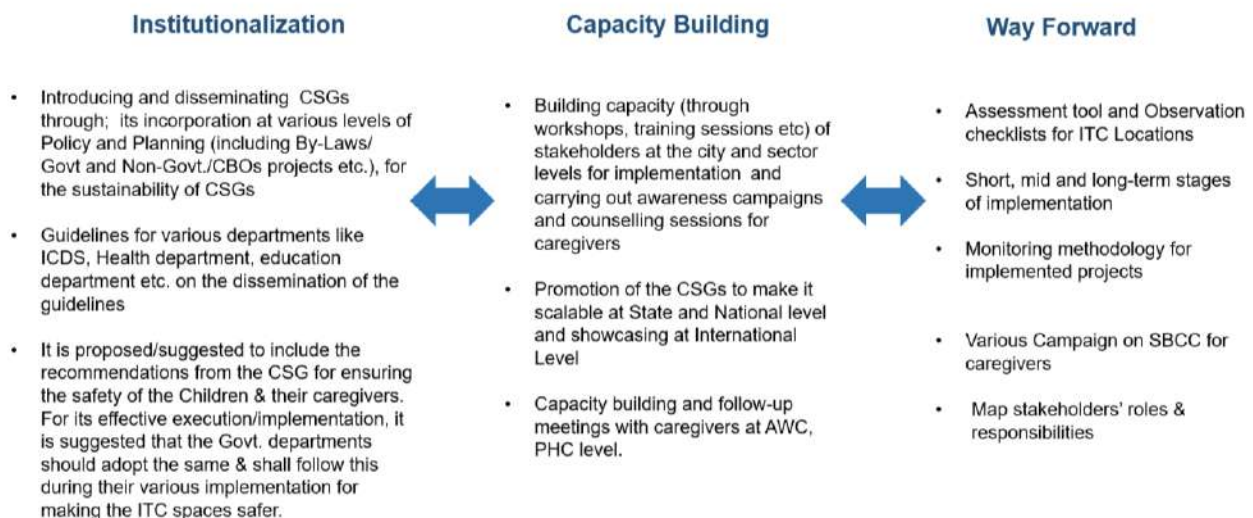 Institutionalization
• Introducing and disseminating CSGs
through; its incorporation at various levels of
Policy and Planning (including By-Laws/
Govt and Non-Govt./CBOs projects etc.), for
the sustainability of CSGs
• Guidelines for various departments like
ICDS, Health department, education
department etc. on the dissemination of the
guidelines
• It is proposed/suggested to include the
recommendations from the CSG for ensuring
the safety of the Children & their caregivers.
For its effective execution/implementation, it
is suggested that the Govt. departments
should adopt the same & shall follow this
during their various implementation for
making the ITC spaces safer.
Capacity Building
• Building capacity (through
workshops, training sessions etc) of
stakeholders at the city and sector
levels for implementation and
carrying out awareness campaigns
and counselling sessions for
caregivers
• Promotion of the CSGs to make it
scalable at State and National level
and showcasing at International
Level
• Capacity building and follow-up
meetings with caregivers at AWC,
PHC level.
Way Forward
• Assessment tool and Observation
checklists for ITC Locations
• Short, mid and long-term stages
of implementation
• Monitoring methodology for
implemented projects
• Various Campaign on SBCC for
caregivers
• Map stakeholders' roles &
responsibilities